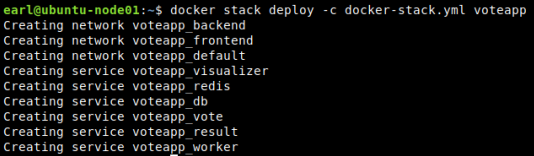 earl@ubuntu-node01:~$ docker stack deploy -c docker-stack.yml voteapp
Creating network voteapp_backend
Creating network voteapp_frontend
Creating network voteapp_default
Creating service voteapp_visualizer
Creating service voteapp_redis
Creating service voteapp_db
Creating service voteapp_vote
Creating service voteapp_result
Creating service voteapp_worker